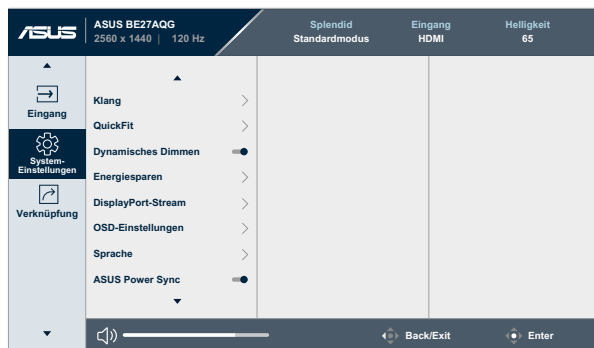 ASUS
ASUS BE27AQG
2560 x 1440 | 120 Hz
Splendid
Standardmodus
Eingang
HDMI
Helligkeit
65
Eingang
System-
Einstellungen
Verknüpfung
Klang
QuickFit
Dynamisches Dimmen
Energiesparen
DisplayPort-Stream
OSD-Einstellungen
Sprache
ASUS Power Sync
Back/Exit
Enter